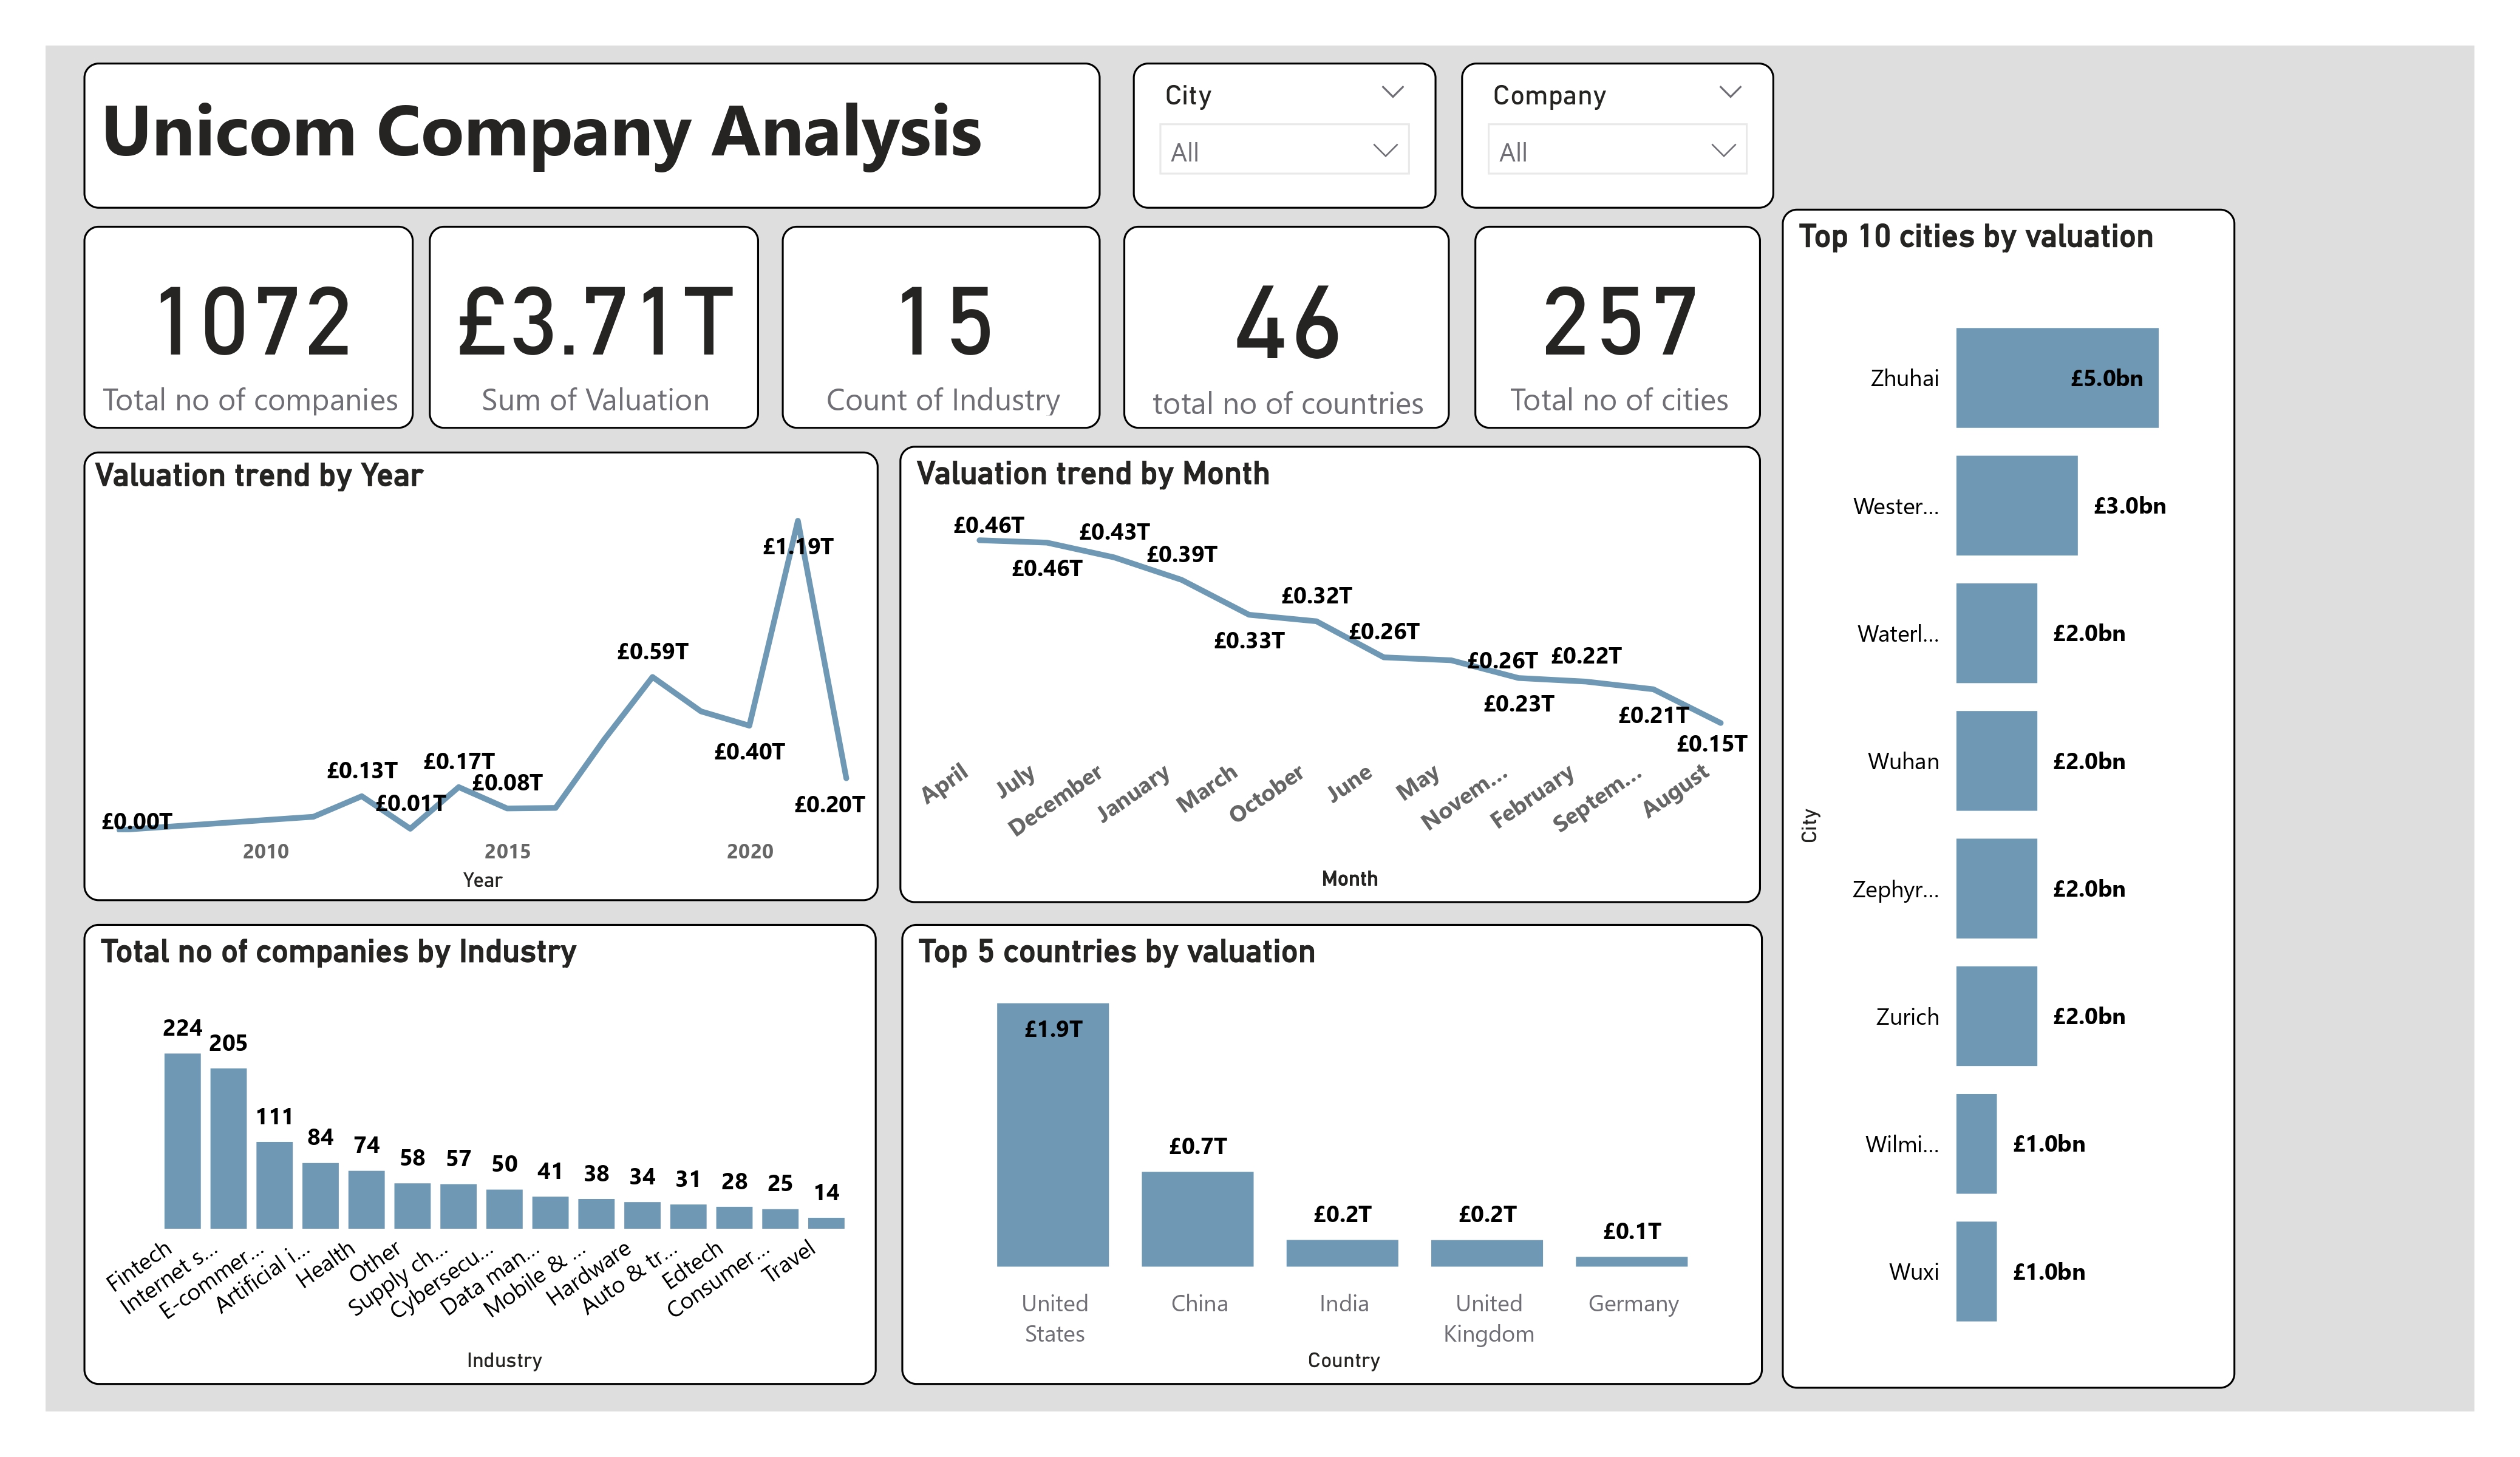 Unicom Company Analysis
City
All
Company
All
1072
Total no of companies
£3.71T
Sum of Valuation
15
Count of Industry
46
total no of countries
257
Total no of cities
Valuation trend by Year
£0.00T
£0.13T
£0.01T
£0.17T
£0.08T
£0.59T
£0.40T
£1.19T
£0.20T
2010
2015
2020
Year
Valuation trend by Month
£0.46T
£0.46T
£0.43T
£0.39T
£0.33T
£0.32T
£0.26T
£0.26T
£0.23T
£0.22T
£0.21T
£0.15T
April
July
December
January
March
October
June
May
Novem...
February
Septem...
August
Month
Total no of companies by Industry
224
205
111
84
74
58
57
50
41
38
34
31
28
25
14
Fintech
Internet s...
E-commer...
Artificial i...
Health
Other
Supply ch...
Cybersecu...
Data man...
Mobile & ...
Hardware
Auto & tr...
Edtech
Consumer...
Travel
Industry
Top 5 countries by valuation
£1.9T
£0.7T
£0.2T
£0.2T
£0.1T
United
States
China
India
United
Kingdom
Germany
Country
Top 10 cities by valuation
City
Zhuhai
£5.0bn
Wester...
£3.0bn
Waterl...
£2.0bn
Wuhan
£2.0bn
Zephyr...
£2.0bn
Zurich
£2.0bn
Wilmi...
£1.0bn
Wuxi
£1.0bn